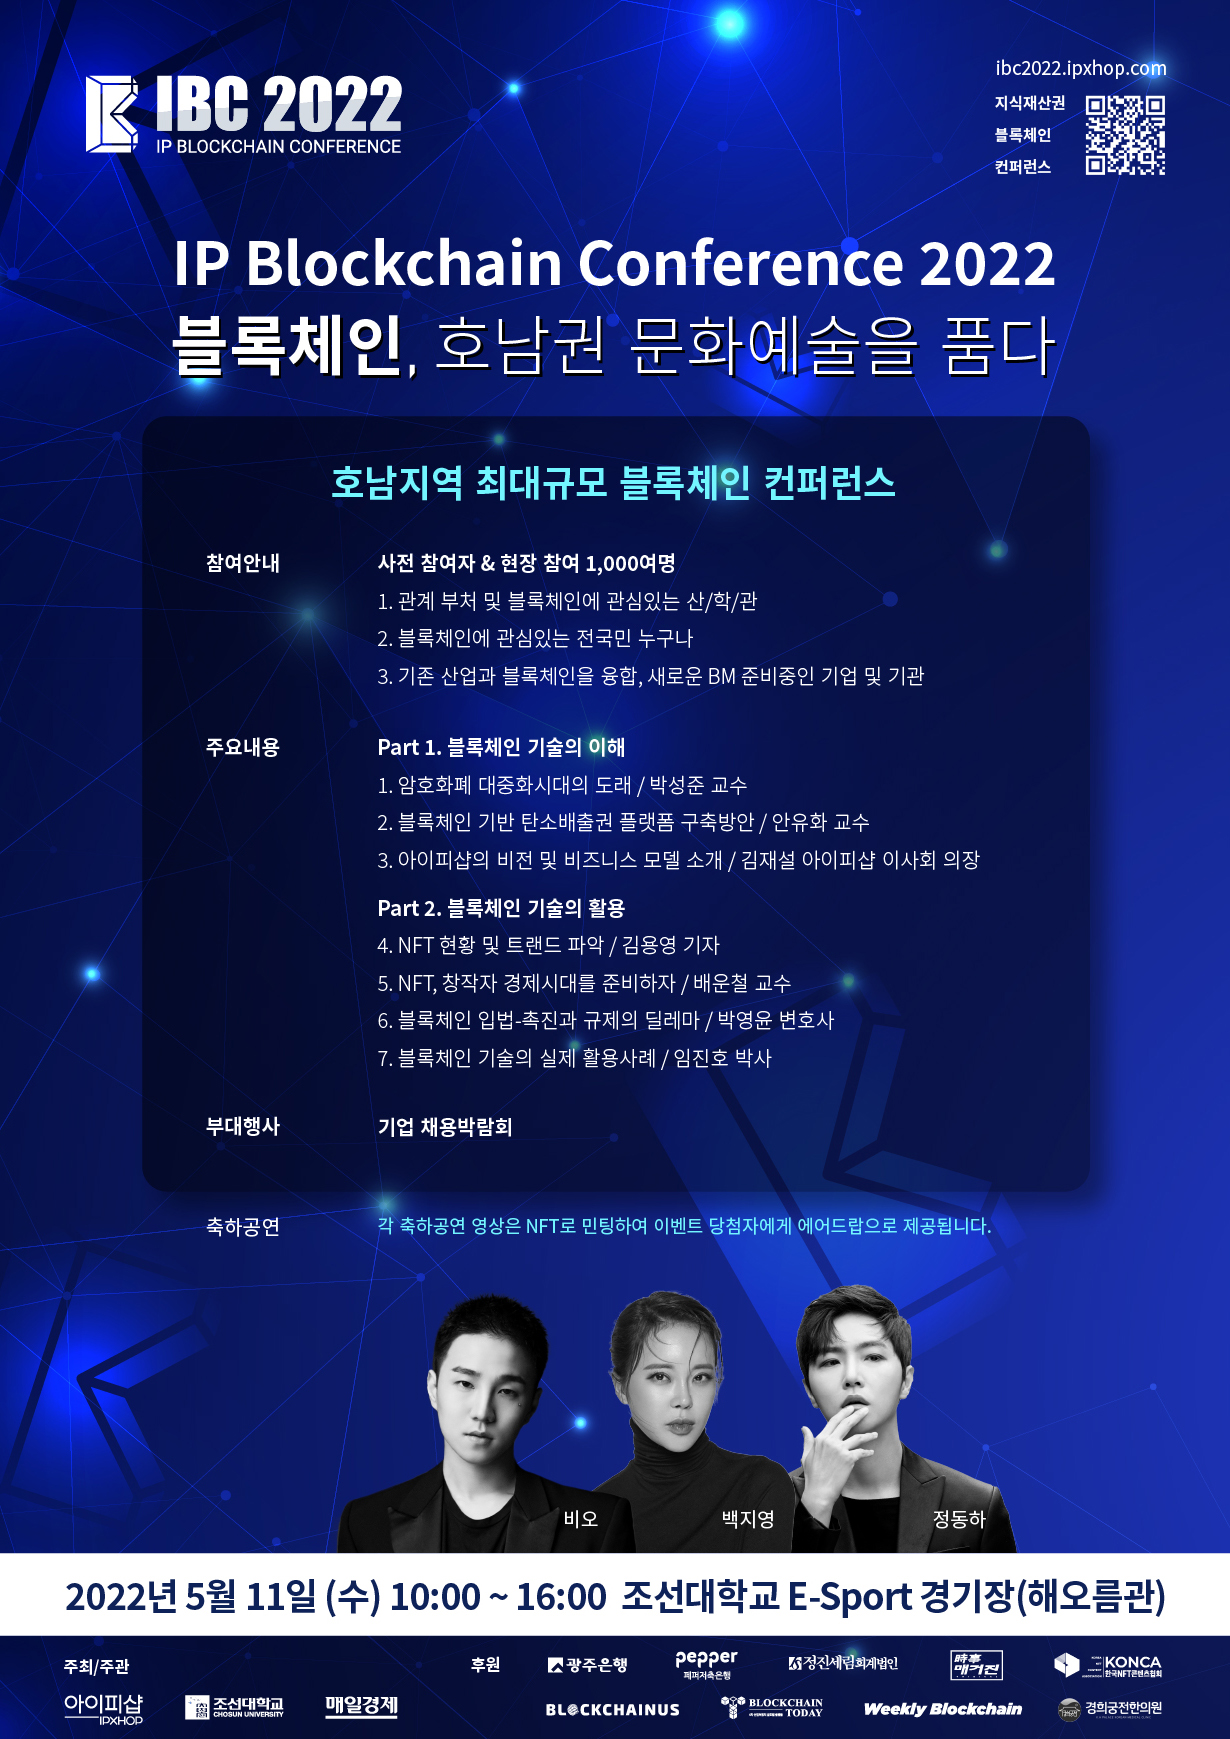 IBC 2022
IP BLOCKCHAIN CONFERENCE
ibc2022.ipxhop.com
지식재산권
블록체인
컨퍼런스
IP Blockchain Conference 2022
블록체인, 호남권 문화예술을 품다
호남지역 최대규모 블록체인 컨퍼런스
참여안내
사전 참여자 & 현장 참여 1,000여명
1. 관계 부처 및 블록체인에 관심있는 산/학/관
2. 블록체인에 관심있는 전국민 누구나
3. 기존 산업과 블록체인을 융합, 새로운 BM 준비중인 기업 및 기관
주요내용
Part 1. 블록체인 기술의 이해
1. 암호화폐 대중화시대의 도래 / 박성준 교수
2. 블록체인 기반 탄소배출권 플랫폼 구축방안 / 안유화 교수
3. 아이피샵의 비전 및 비즈니스 모델 소개 / 김재설 아이피샵 이사회 의장
Part 2. 블록체인 기술의 활용
4. NFT 현황 및 트랜드 파악 / 김용영 기자
5. NFT, 창작자 경제시대를 준비하자 / 배운철 교수
6. 블록체인 입법-촉진과 규제의 딜레마 / 박영윤 변호사
7. 블록체인 기술의 실제 활용사례 / 임진호 박사
부대행사
기업 채용박람회
축하공연
각 축하공연 영상은 NFT로 민팅하여 이벤트 당첨자에게 에어드랍으로 제공됩니다.
비오
백지영
정동하
2022년 5월 11일 (수) 10:00 ~ 16:00 조선대학교 E-Sport 경기장(해오름관)
주최/주관
아이피샵
IPXHOP
조선대학교
CHOSUN UNIVERSITY
매일경제
후원
광주은행
pepper
페퍼저축은행
정진세림회계법인
時事
매거진
KONCA
한국NFT콘텐츠협회
BLOCKCHAINUS
BLOCKCHAIN
TODAY
Weekly Blockchain
경희궁전한의원